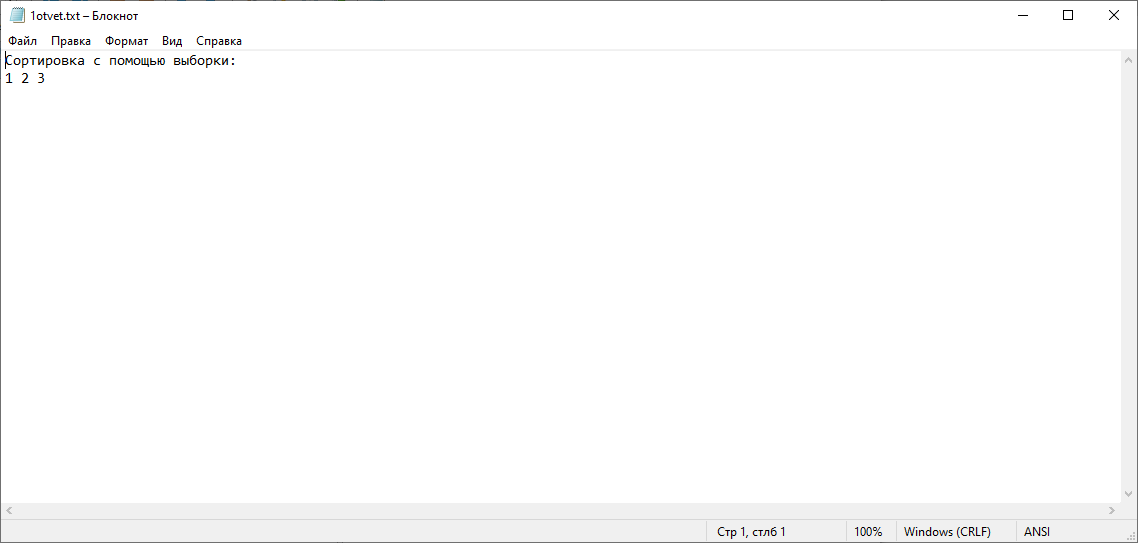 1otvet.txt – Блокнот
Файл Правка Формат Вид Справка
Сортировка с помощью выборки:
1 2 3
Стр 1, стлб 1 100% Windows (CRLF) ANSI